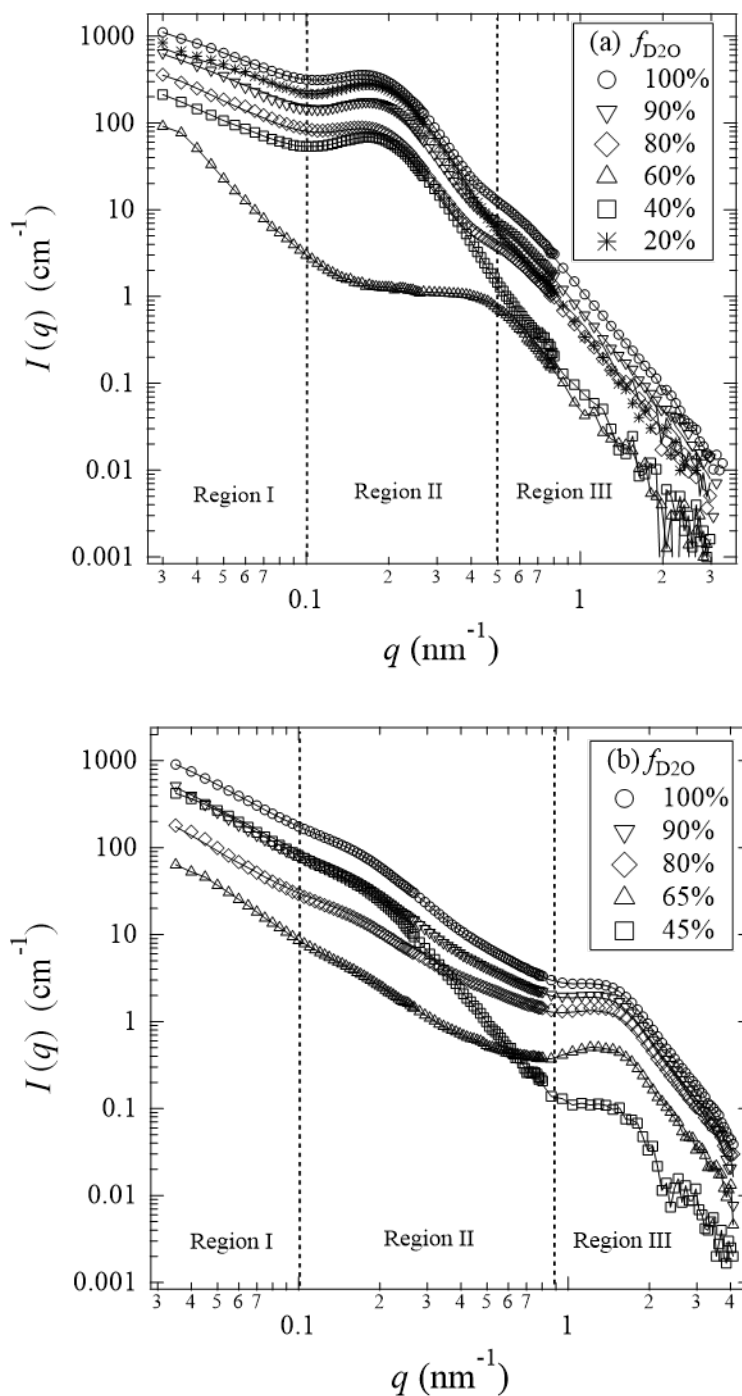 (a) fD2O
100%
90%
80%
60%
40%
20%
1000
100
10
1
0.1
0.01
0.001
I(q) (cm-1)
Region I
Region II
Region III
3 4 5 6 7 2 3 4 5 6 7 2 3
0.1 1
q (nm-1)
(b) fD2O
100%
90%
80%
65%
45%
1000
100
10
1
0.1
0.01
0.001
I(q) (cm-1)
Region I
Region II
Region III
3 4 5 6 7 2 3 4 5 6 7 2 3 4
0.1 1
q (nm-1)